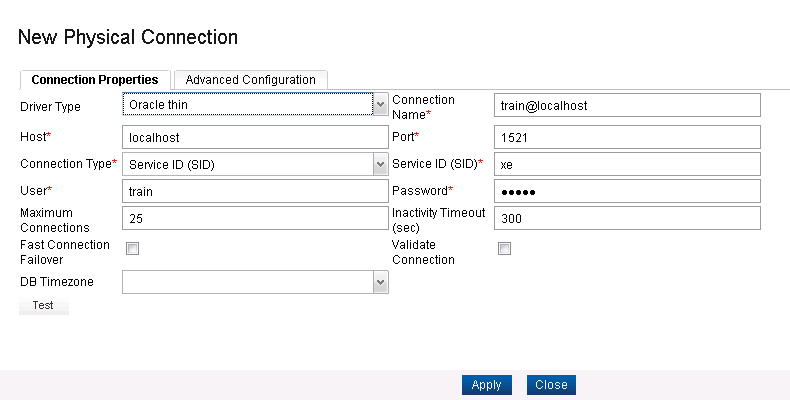 New Physical Connection
Connection Properties Advanced Configuration
Driver Type Oracle thin Connection Name* train@localhost
Host* localhost Port* 1521
Connection Type* Service ID (SID) Service ID (SID)* xe
User* train Password* •••••
Maximum Connections 25 Inactivity Timeout (sec) 300
Fast Connection Failover Validate Connection
DB Timezone
Test
Apply Close